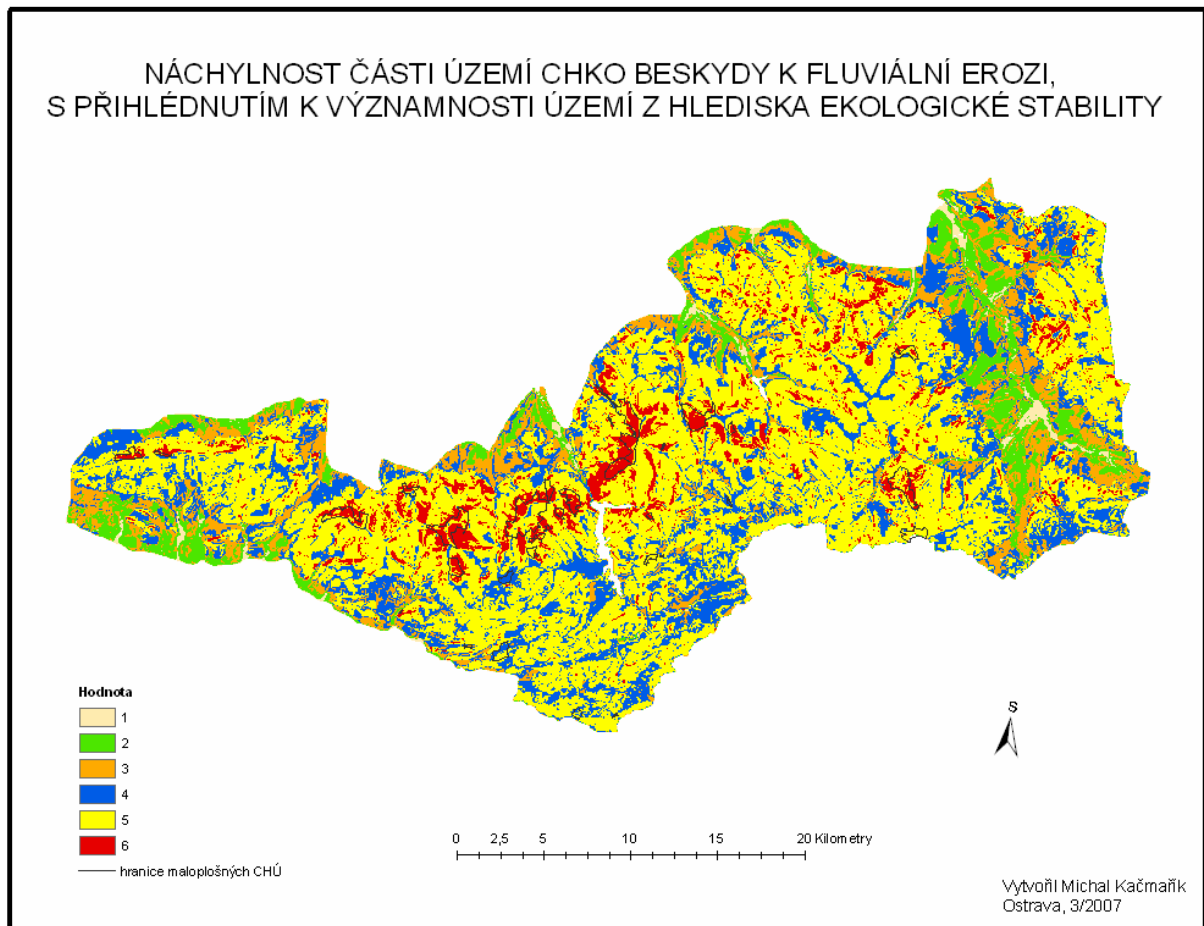 NÁCHYLNOST ČÁSTI ÚZEMÍ CHKO BESKYDY K FLUVIÁLNÍ EROZI,
S PŘIHLÉDNUTÍM K VÝZNAMNOSTI ÚZEMÍ Z HLEDISKA EKOLOGICKÉ STABILITY
Hodnota
1
2
3
4
5
6
hranice maloplošných CHÚ
S
0 2,5 5 10 15 20 Kilometry
Vytvořil Michal Kačmařík
Ostrava, 3/2007